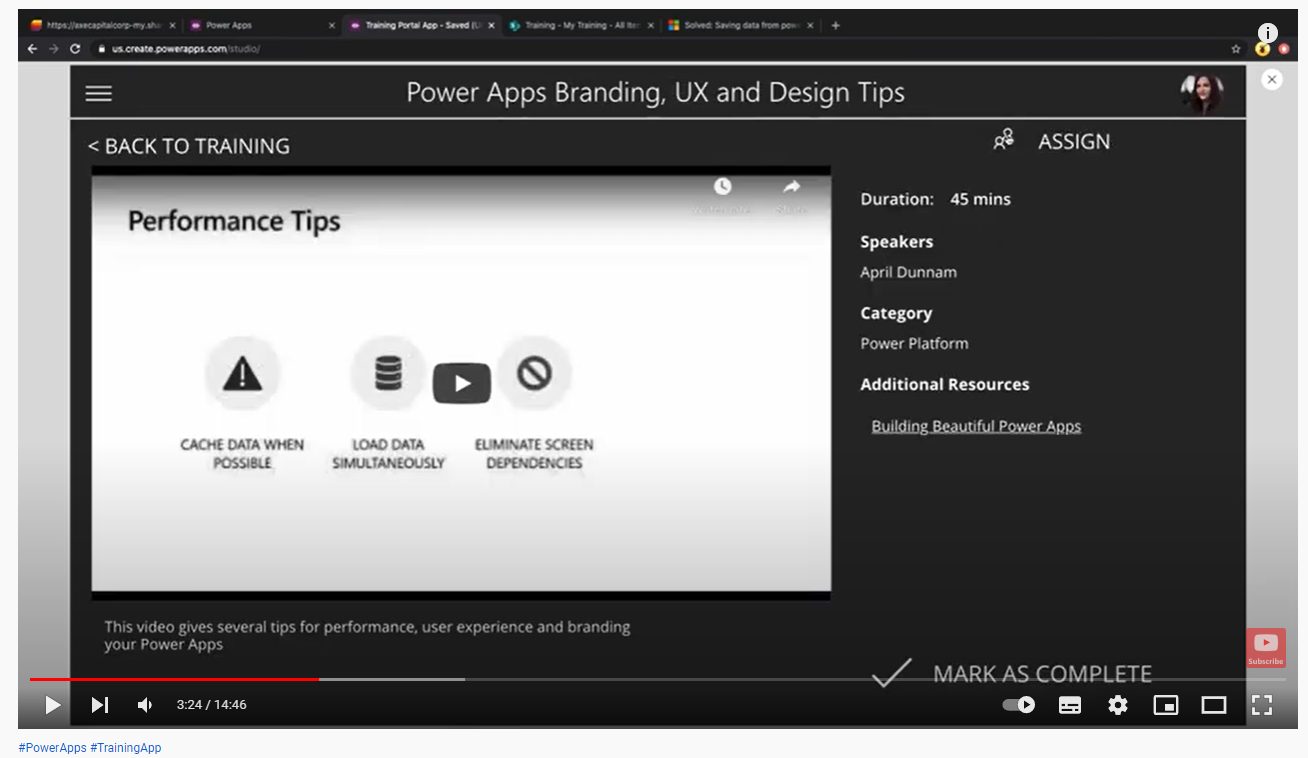 https://axecapitalcorp-my.sha
Power Apps
Training Portal App - Saved (U
Training - My Training - All Iter
Solved: Saving data from pow
us.create.powerapps.com/studio/
Power Apps Branding, UX and Design Tips
< BACK TO TRAINING
ASSIGN
Performance Tips
Share
CACHE DATA WHEN
POSSIBLE
LOAD DATA
SIMULTANEOUSLY
ELIMINATE SCREEN
DEPENDENCIES
Duration: 45 mins
Speakers
April Dunnam
Category
Power Platform
Additional Resources
Building Beautiful Power Apps
This video gives several tips for performance, user experience and branding
your Power Apps
Subscribe
MARK AS COMPLETE
3:24 / 14:46
#PowerApps #TrainingApp